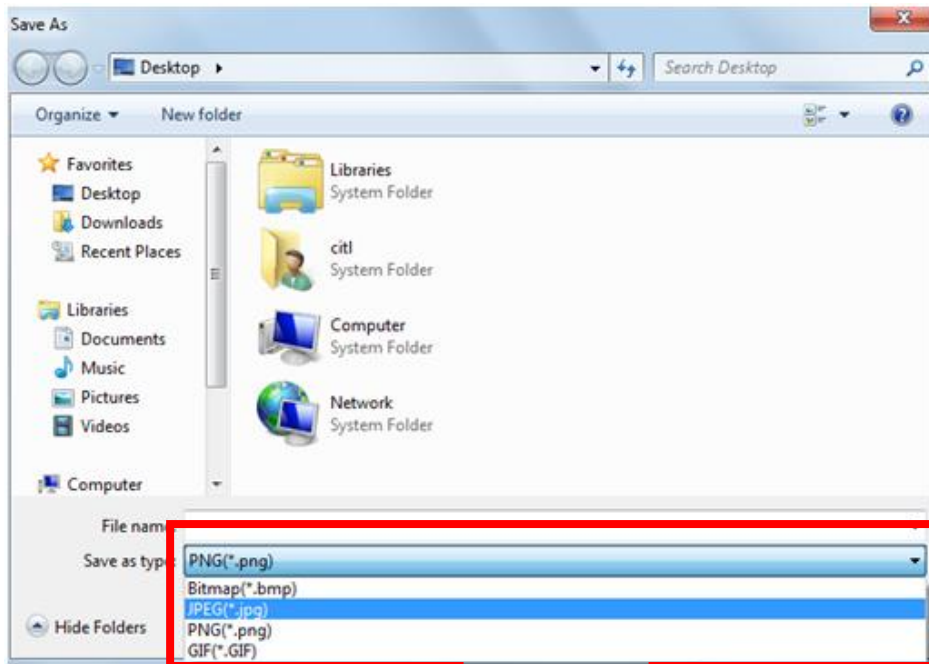 Save As
Desktop
Search Desktop
Organize New folder
Favorites
Desktop
Downloads
Recent Places
Libraries
Documents
Music
Pictures
Videos
Computer
Libraries
System Folder
citl
System Folder
Computer
System Folder
Network
System Folder
File name
Save as type PNG(*.png)
Bitmap(*.bmp)
JPEG(*.jpg)
PNG(*.png)
GIF(*.GIF)
Hide Folders